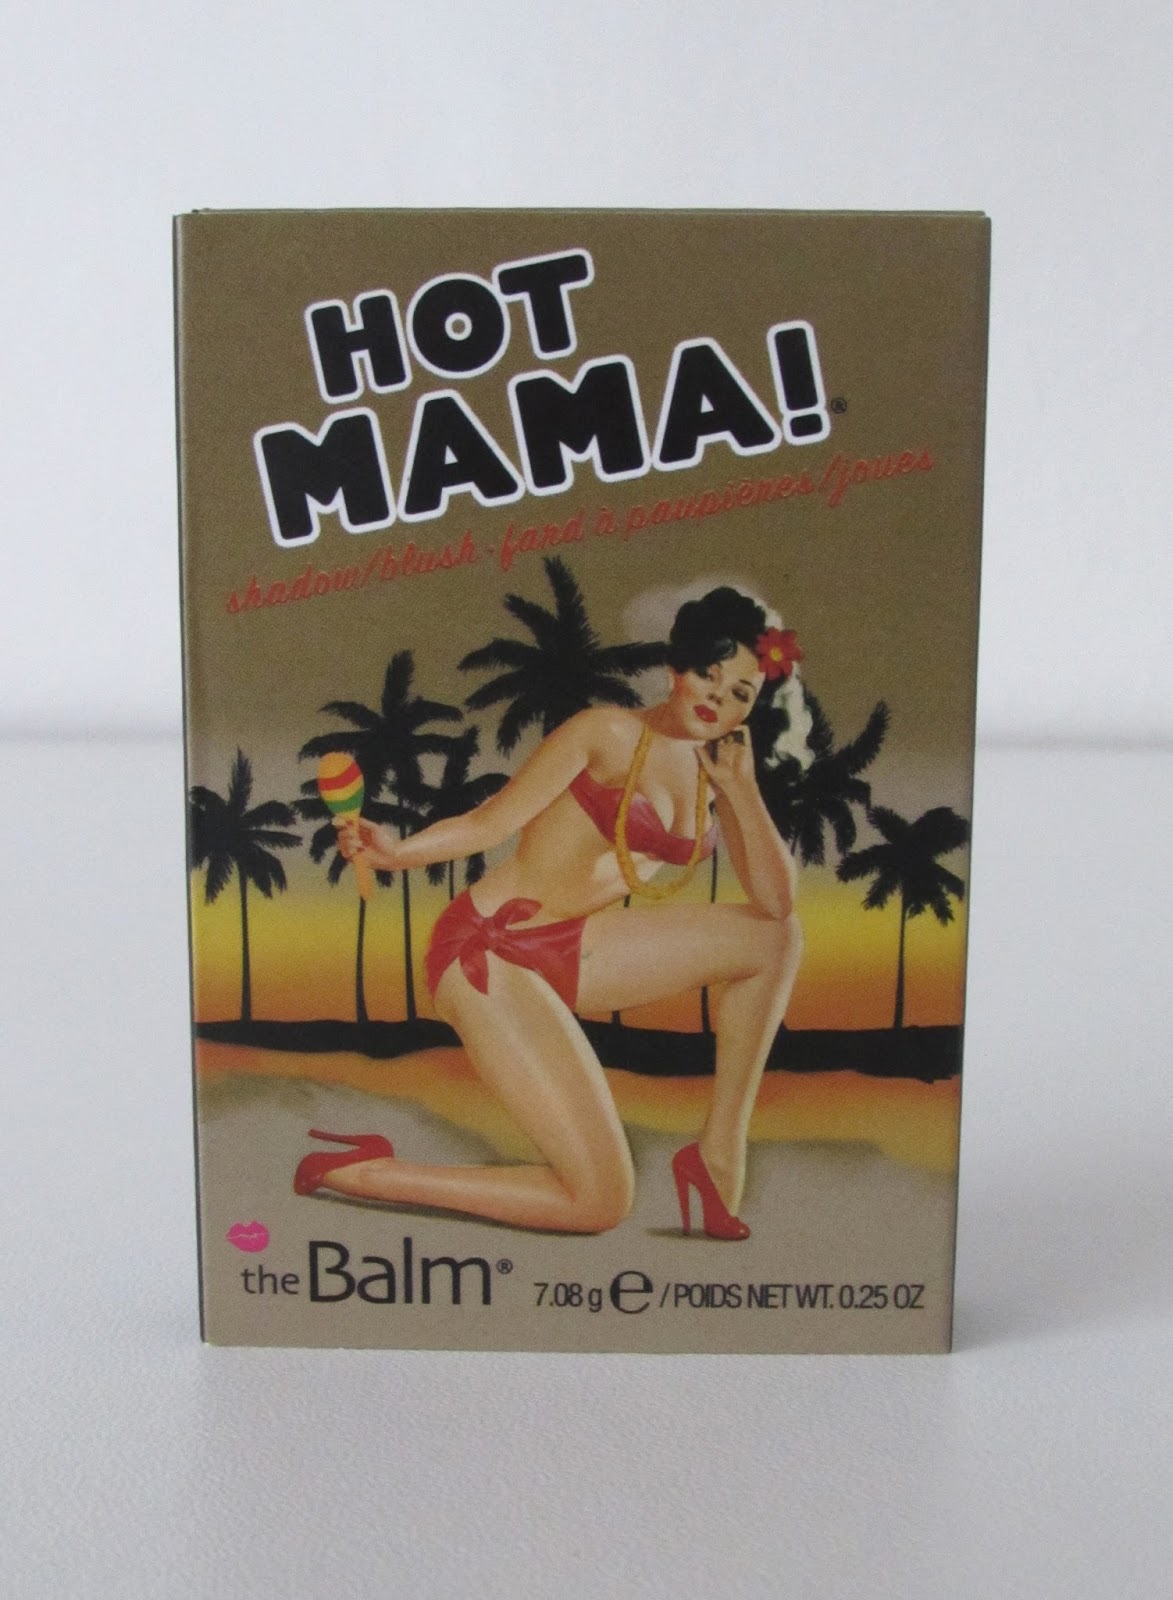 HOT
MAMA!®
shadow/blush • fard à paupières/joues
the Balm® 7.08 g e / POIDS NET WT. 0.25 OZ